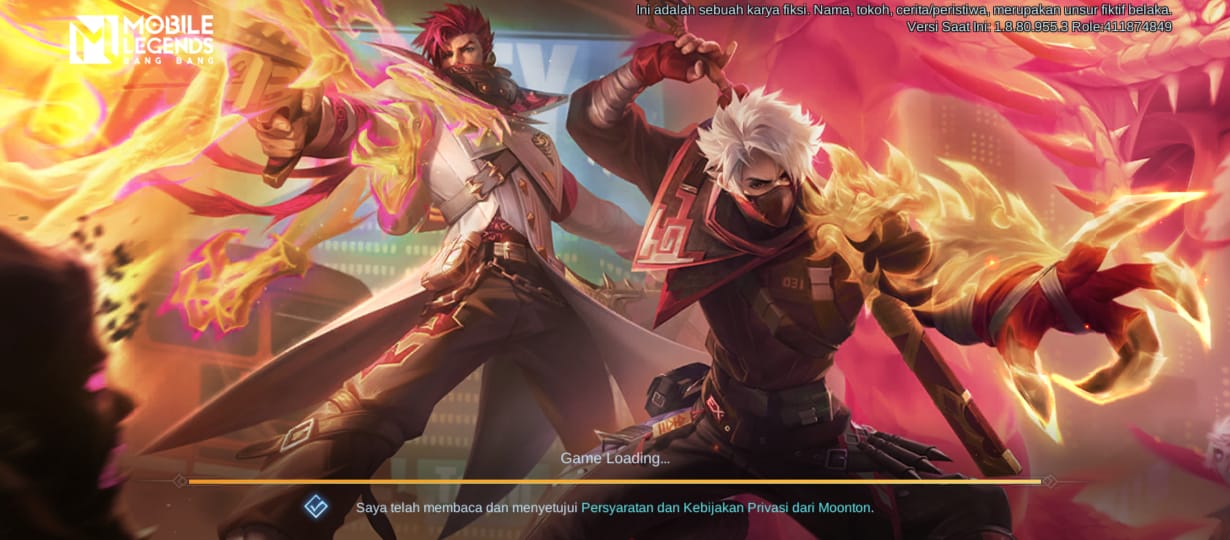 MOBILE
LEGENDS
BANG BANG
Ini adalah sebuah karya fiksi. Nama, tokoh, cerita/peristiwa, merupakan unsur fiktif belaka.
Versi Saat Ini: 1.8.80.955.3 Role:411874849
031
EX
Game Loading...
Saya telah membaca dan menyetujui Persyaratan dan Kebijakan Privasi dari Moonton.